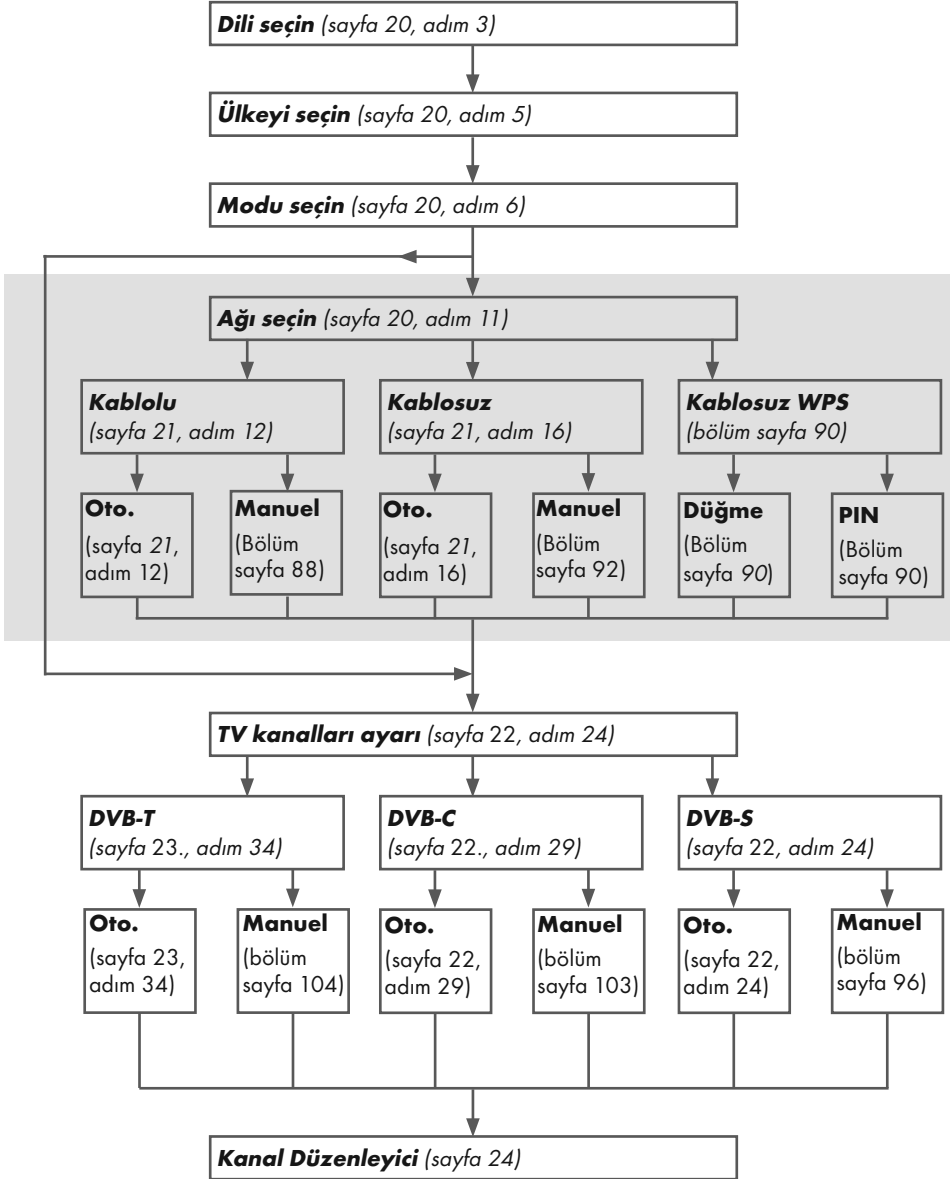 Dili seçin (sayfa 20, adım 3)
Ülkeyi seçin (sayfa 20, adım 5)
Modu seçin (sayfa 20, adım 6)
Ağı seçin (sayfa 20, adım 11)
Kablolu
(sayfa 21, adım 12)
Kablosuz
(sayfa 21, adım 16)
Kablosuz WPS
(bölüm sayfa 90)
Oto.
(sayfa 21,
adım 12)
Manuel
(Bölüm
sayfa 88)
Oto.
(sayfa 21,
adım 16)
Manuel
(Bölüm
sayfa 92)
Düğme
(Bölüm
sayfa 90)
PIN
(Bölüm
sayfa 90)
TV kanalları ayarı (sayfa 22, adım 24)
DVB-T
(sayfa 23., adım 34)
DVB-C
(sayfa 22., adım 29)
DVB-S
(sayfa 22, adım 24)
Oto.
(sayfa 23,
adım 34)
Manuel
(bölüm
sayfa 104)
Oto.
(sayfa 22,
adım 29)
Manuel
(bölüm
sayfa 103)
Oto.
(sayfa 22,
adım 24)
Manuel
(bölüm
sayfa 96)
Kanal Düzenleyici (sayfa 24)